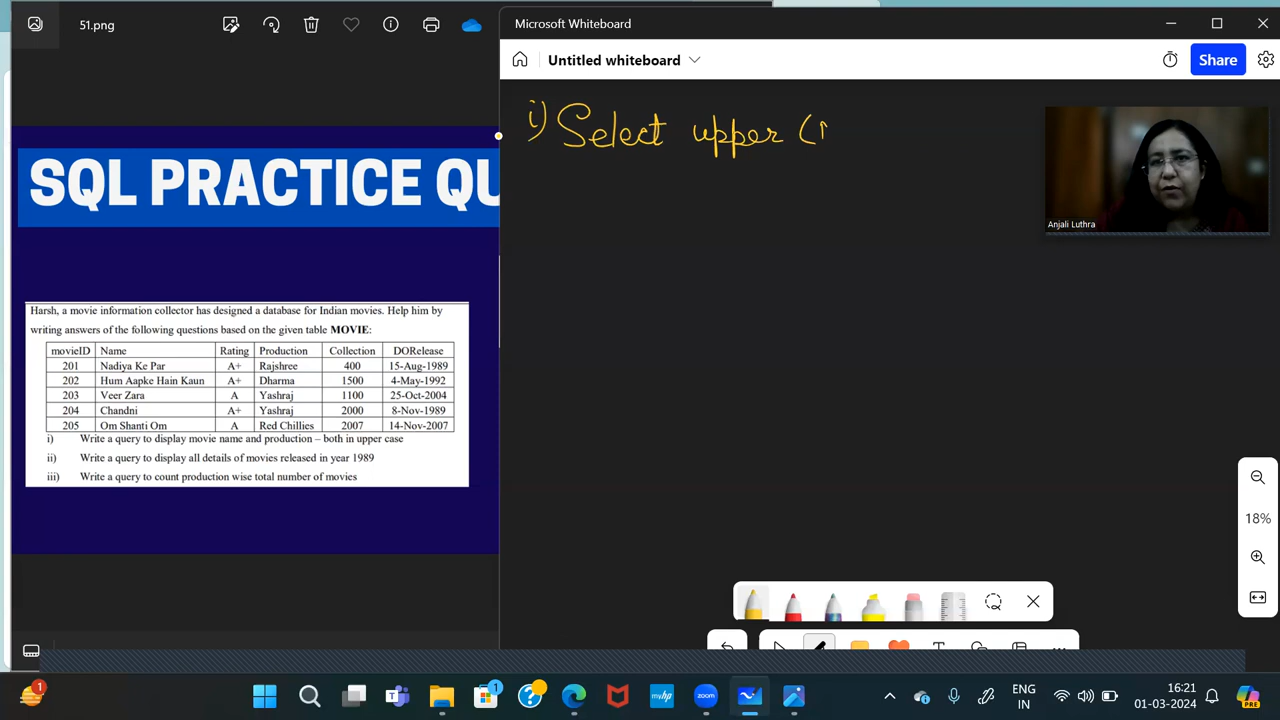 51.png
Microsoft Whiteboard
Untitled whiteboard
Share
i) Select upper (
Anjali Luthra
SQL PRACTICE QU
Harsh, a movie information collector has designed a database for Indian movies. Help him by
writing answers of the following questions based on the given table MOVIE:
movieID Name Rating Production Collection DORelease
201 Nadiya Ke Par A+ Rajshree 400 15-Aug-1989
202 Hum Aapke Hain Kaun A+ Dharma 1500 4-May-1992
203 Veer Zara A Yashraj 1100 25-Oct-2004
204 Chandni A+ Yashraj 2000 8-Nov-1989
205 Om Shanti Om A Red Chillies 2007 14-Nov-2007
i) Write a query to display movie name and production – both in upper case
ii) Write a query to display all details of movies released in year 1989
iii) Write a query to count production wise total number of movies
18%
1
1
myhp
zoom
ENG
IN
16:21
01-03-2024
PRE